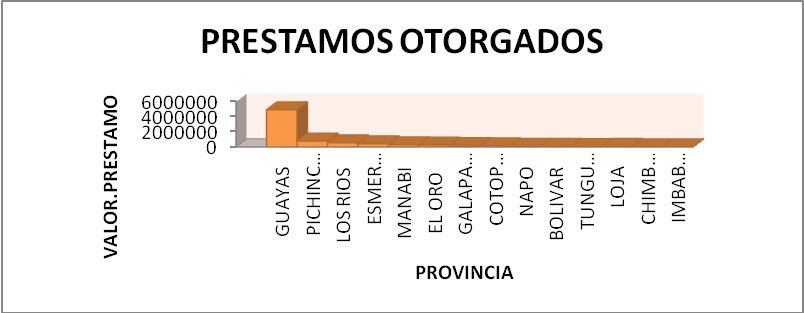 PRESTAMOS OTORGADOS
VALOR.PRESTAMO
6000000
4000000
2000000
0
GUAYAS
PICHINC...
LOS RIOS
ESMER...
MANABI
EL ORO
GALAPA...
COTOP...
NAPO
BOLIVAR
TUNGU...
LOJA
CHIMB...
IMBAB...
PROVINCIA